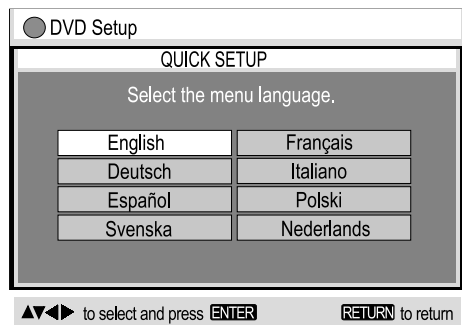 DVD Setup
QUICK SETUP
Select the menu language.
English Français
Deutsch Italiano
Español Polski
Svenska Nederlands
▲▼◀▶ to select and press ENTER RETURN to return